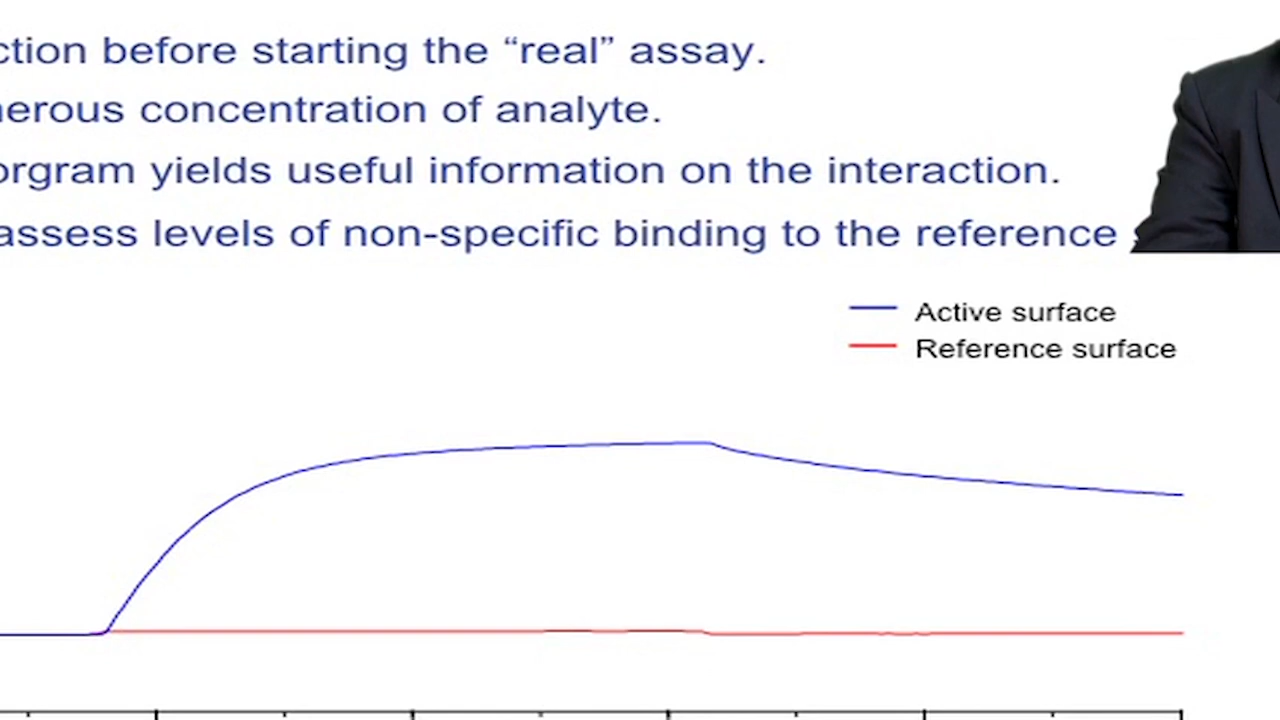 ction before starting the “real” assay.
nerous concentration of analyte.
orgram yields useful information on the interaction.
assess levels of non-specific binding to the reference
Active surface
Reference surface